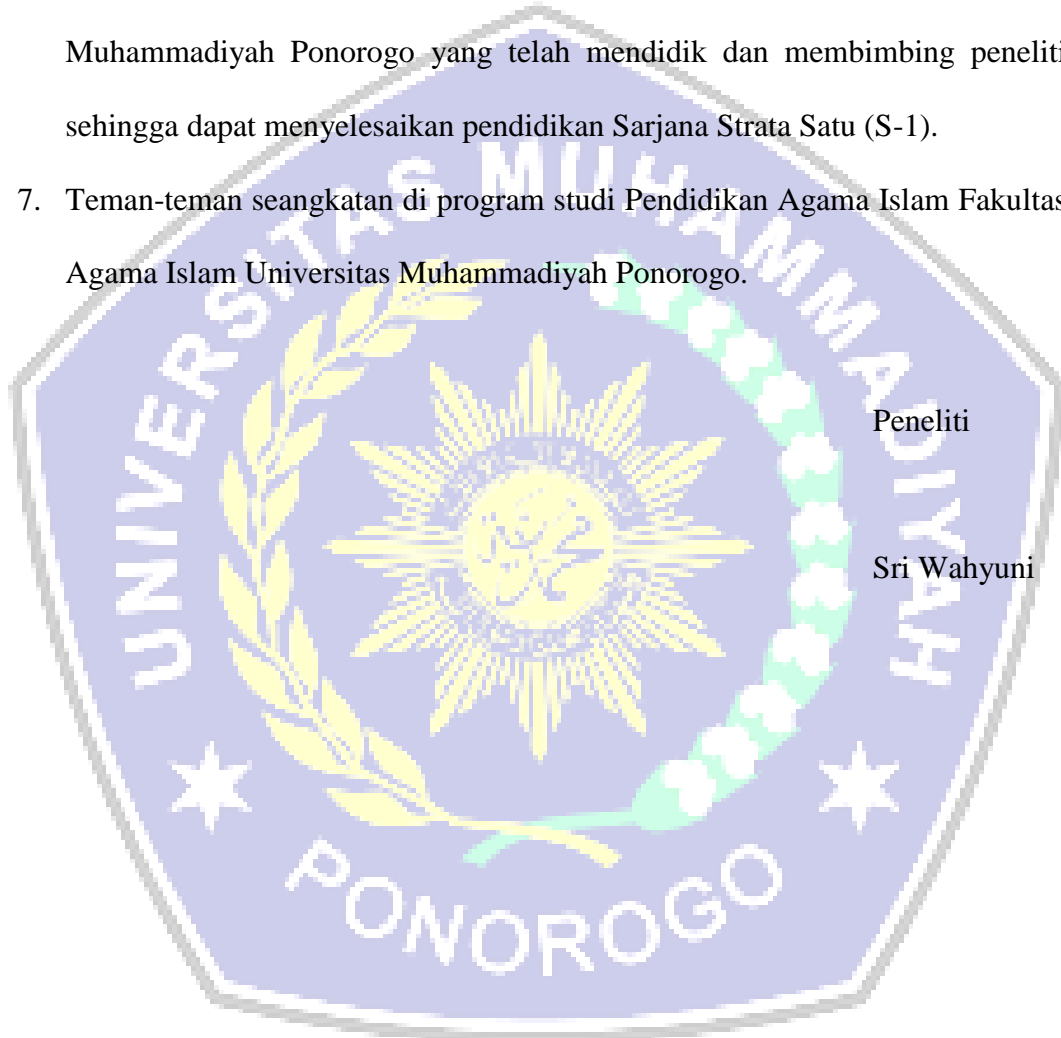 Muhammadiyah Ponorogo yang telah mendidik dan membimbing peneliti
sehingga dapat menyelesaikan pendidikan Sarjana Strata Satu (S-1).
7. Teman-teman seangkatan di program studi Pendidikan Agama Islam Fakultas
Agama Islam Universitas Muhammadiyah Ponorogo.
Peneliti
Sri Wahyuni
UNIVERSITAS MUHAMMADIYAH
PONOROGO